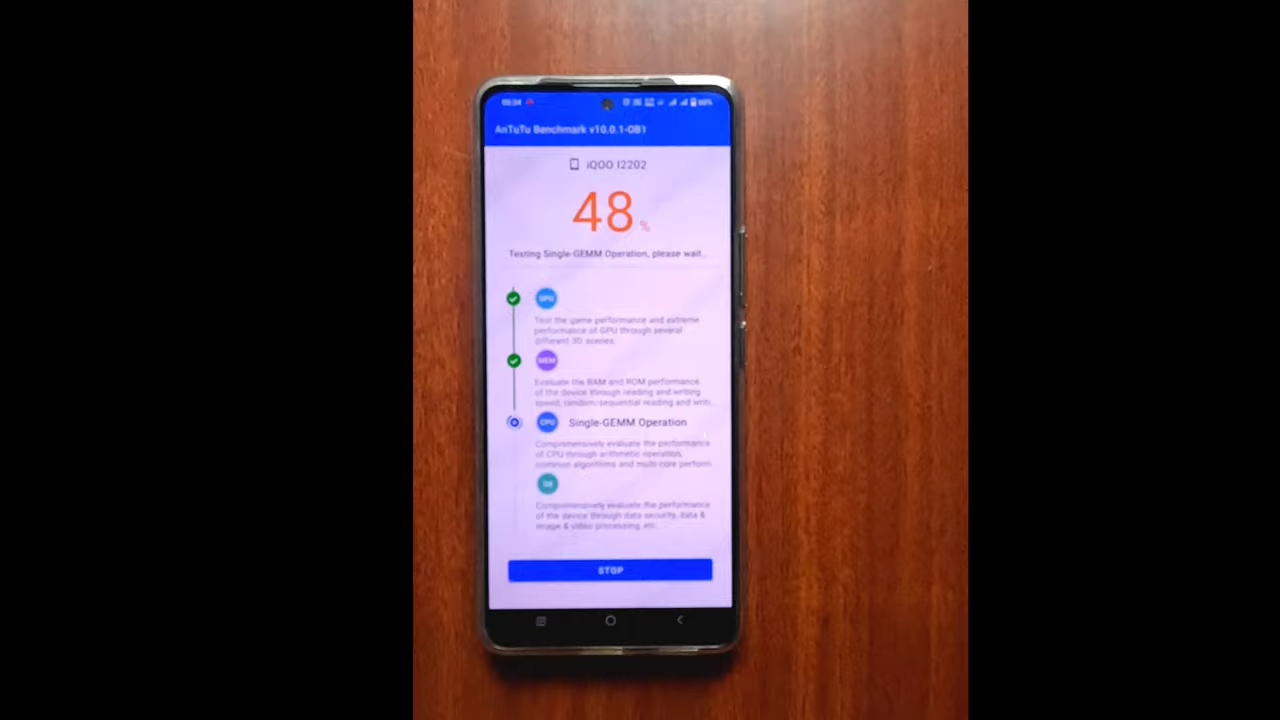 05:34
AnTuTu Benchmark v10.0.1-OB1
iQOO I2202
48%
Testing Single-GEMM Operation, please wait..
GPU
Test the game performance and extreme
performance of GPU through several
different 3D scenes.
MEM
Evaluate the RAM and ROM performance
of the device through reading and writing
speed, random/sequential reading and writi...
CPU Single-GEMM Operation
Comprehensively evaluate the performance
of CPU through arithmetic operation,
common algorithms and multi-core perform
UX
Comprehensively evaluate the performance
of the device through data security, data &
image & video processing, etc.
STOP